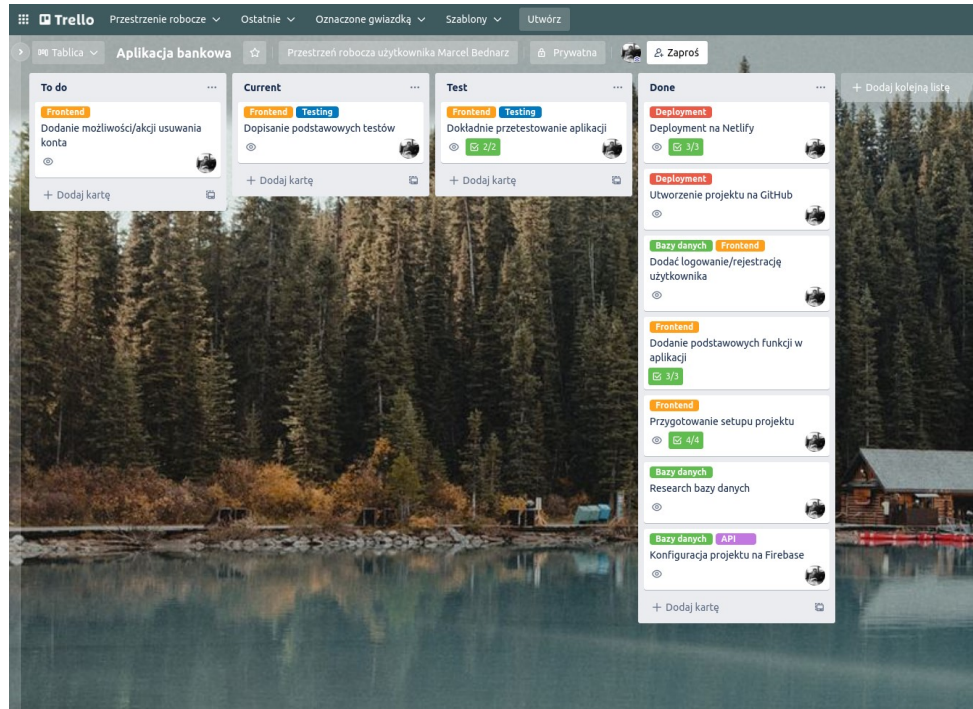 Trello
Przestrzenie robocze
Ostatnie
Oznaczone gwiazdką
Szablony
Utwórz
Tablica
Aplikacja bankowa
Przestrzeń robocza użytkownika Marcel Bednarz
Prywatna
Zaproś
To do
Frontend
Dodanie możliwości/akcji usuwania
konta
+ Dodaj kartę
Current
Frontend Testing
Dopisanie podstawowych testów
+ Dodaj kartę
Test
Frontend Testing
Dokładnie przetestowanie aplikacji
2/2
+ Dodaj kartę
Done
Deployment
Deployment na Netlify
3/3
Deployment
Utworzenie projektu na GitHub
Bazy danych Frontend
Dodać logowanie/rejestrację
użytkownika
Frontend
Dodanie podstawowych funkcji w
aplikacji
3/3
Frontend
Przygotowanie setupu projektu
4/4
Bazy danych
Research bazy danych
Bazy danych API
Konfiguracja projektu na Firebase
+ Dodaj kartę
+ Dodaj kolejną listę